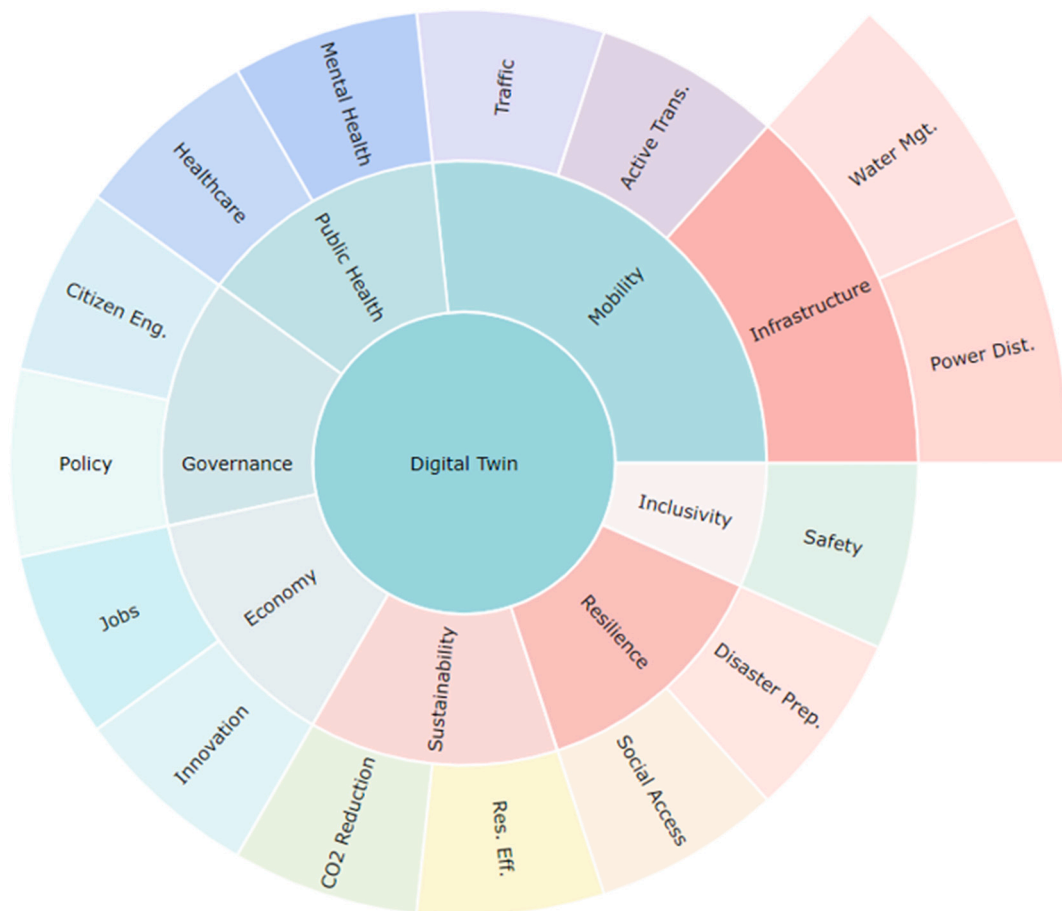 Digital Twin
Mobility
Public Health
Governance
Economy
Sustainability
Resilience
Inclusivity
Infrastructure
Active Trans.
Traffic
Mental Health
Healthcare
Citizen Eng.
Policy
Jobs
Innovation
CO2 Reduction
Res. Eff.
Social Access
Disaster Prep.
Safety
Water Mgt.
Power Dist.